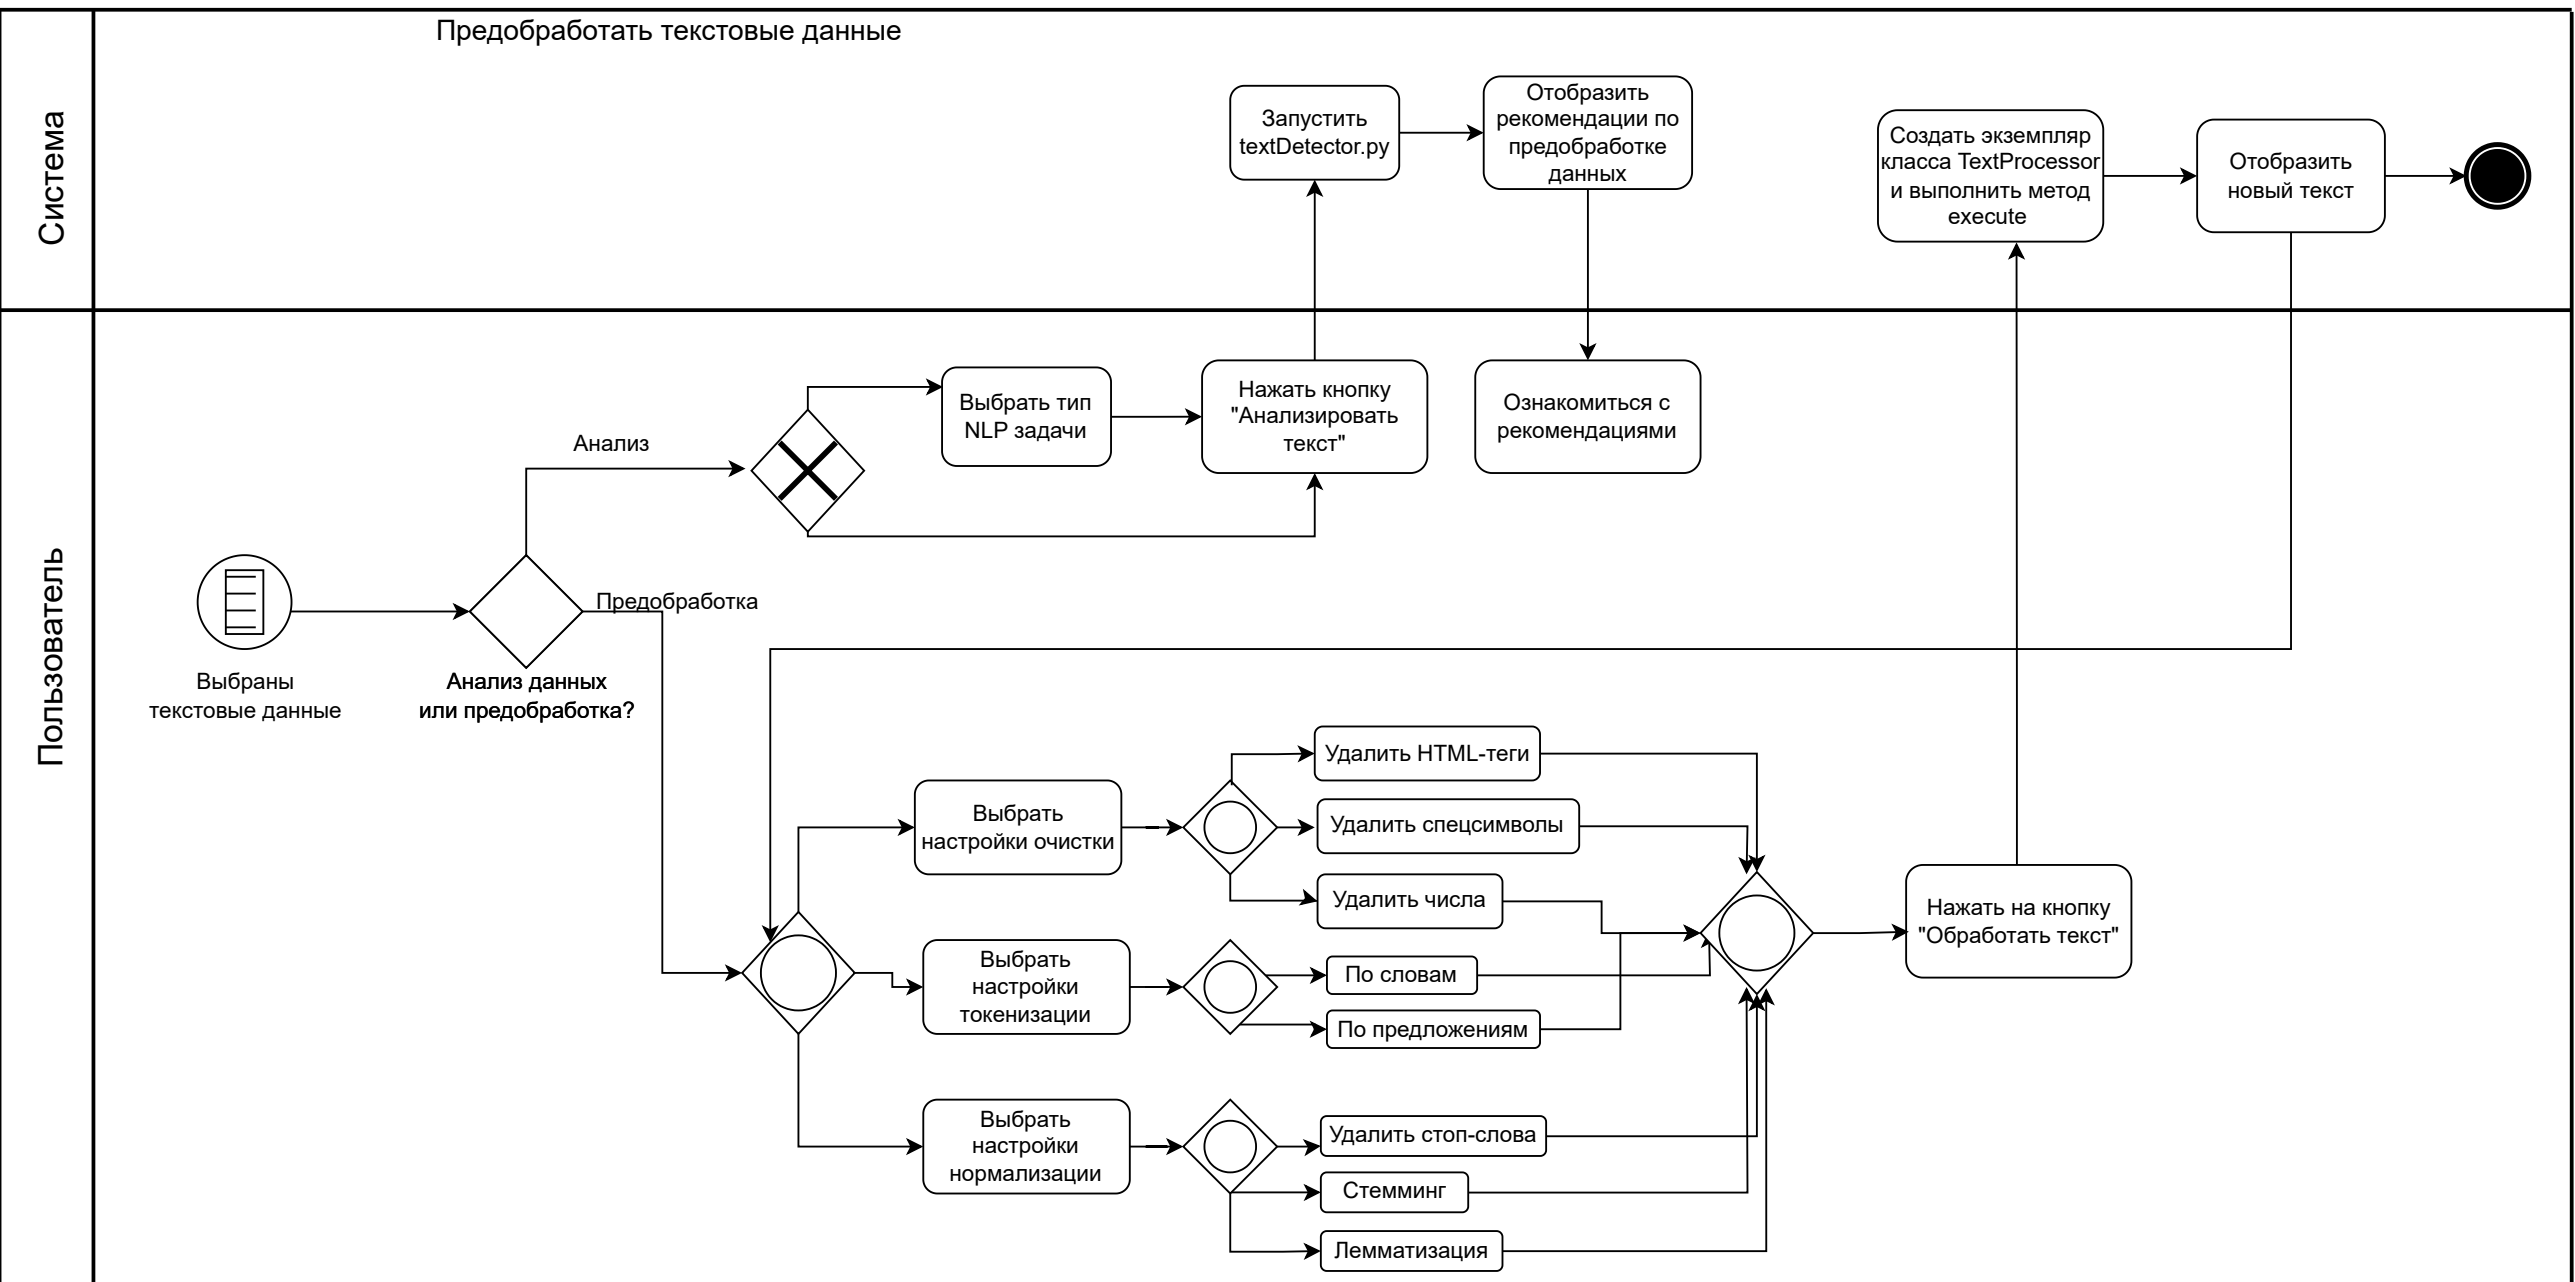 Предобработать текстовые данные
Система
Запустить
textDetector.py
Отобразить
рекомендации по
предобработке
данных
Создать экземпляр
класса TextProcessor
и выполнить метод
execute
Отобразить
новый текст
Пользователь
Выбраны
текстовые данные
Анализ данных
или предобработка?
Анализ
Предобработка
Выбрать тип
NLP задачи
Нажать кнопку
"Анализировать
текст"
Ознакомиться с
рекомендациями
Выбрать
настройки очистки
Удалить HTML-теги
Удалить спецсимволы
Удалить числа
Выбрать
настройки
токенизации
По словам
По предложениям
Выбрать
настройки
нормализации
Удалить стоп-слова
Стемминг
Лемматизация
Нажать на кнопку
"Обработать текст"